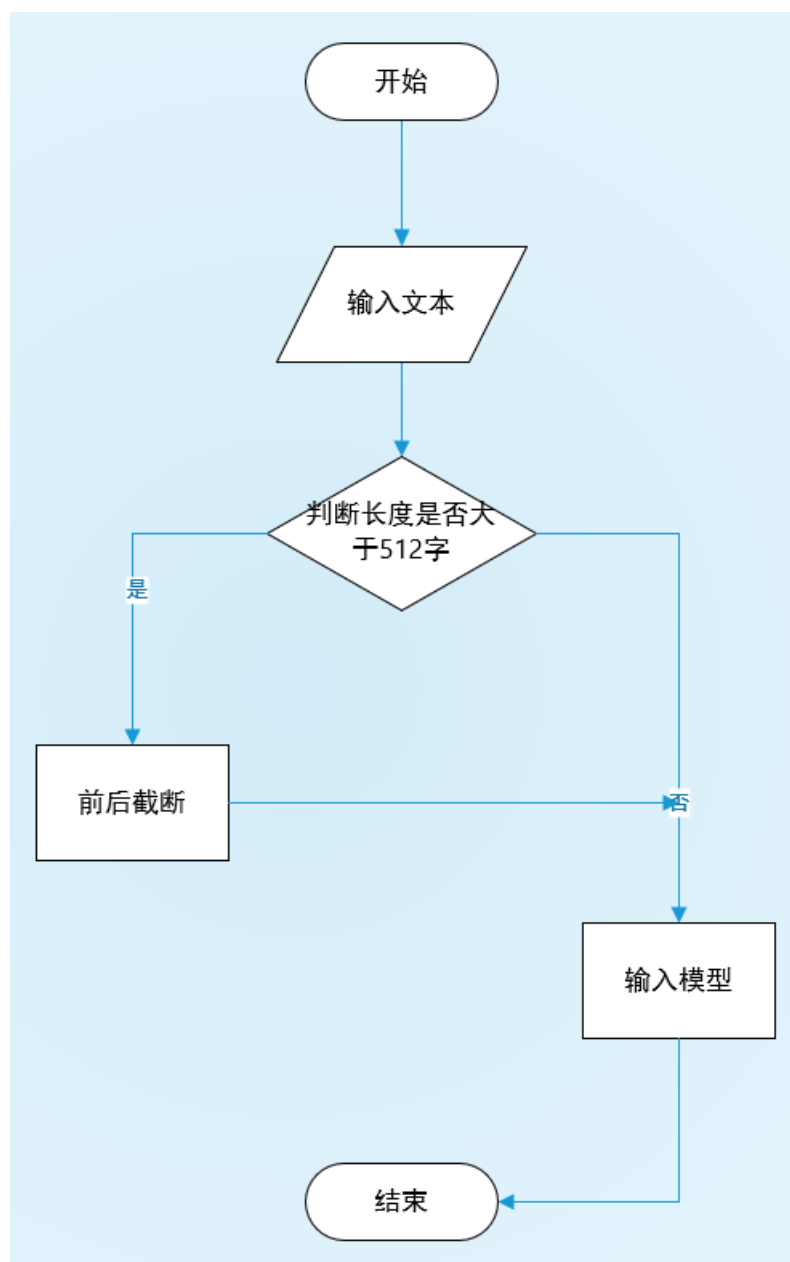 开始
输入文本
判断长度是否大
于512字
是
前后截断
否
输入模型
结束